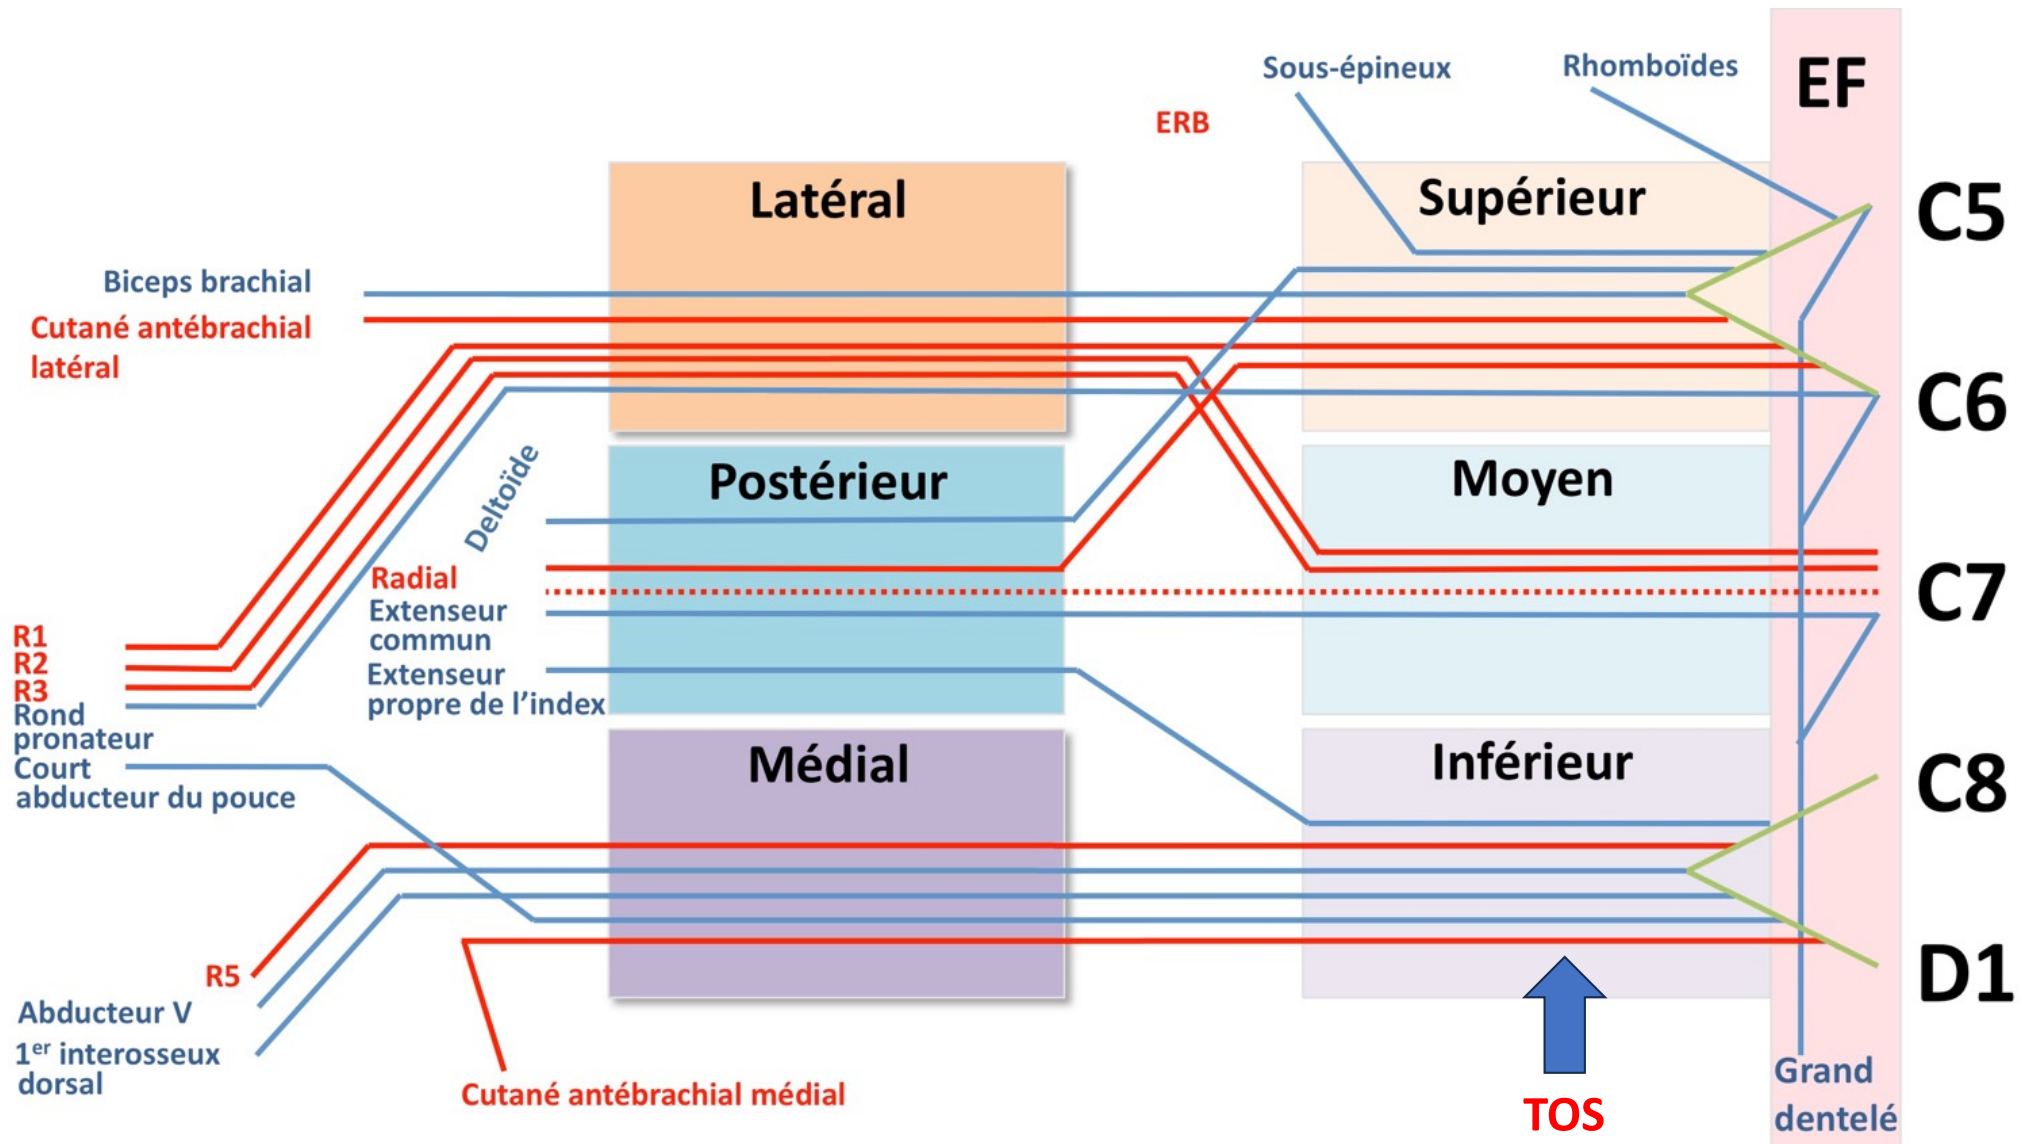 Sous-épineux
Rhomboïdes
EF
ERB
Latéral
Supérieur
C5
Biceps brachial
Cutané antébrachial
latéral
C6
Deltoïde
Postérieur
Moyen
Radial
C7
Extenseur
commun
Extenseur
propre de l’index
R1
R2
R3
Rond
pronateur
Court
abducteur du pouce
Médial
Inférieur
C8
R5
D1
Abducteur V
1er interosseux
dorsal
Cutané antébrachial médial
TOS
Grand
dentelé